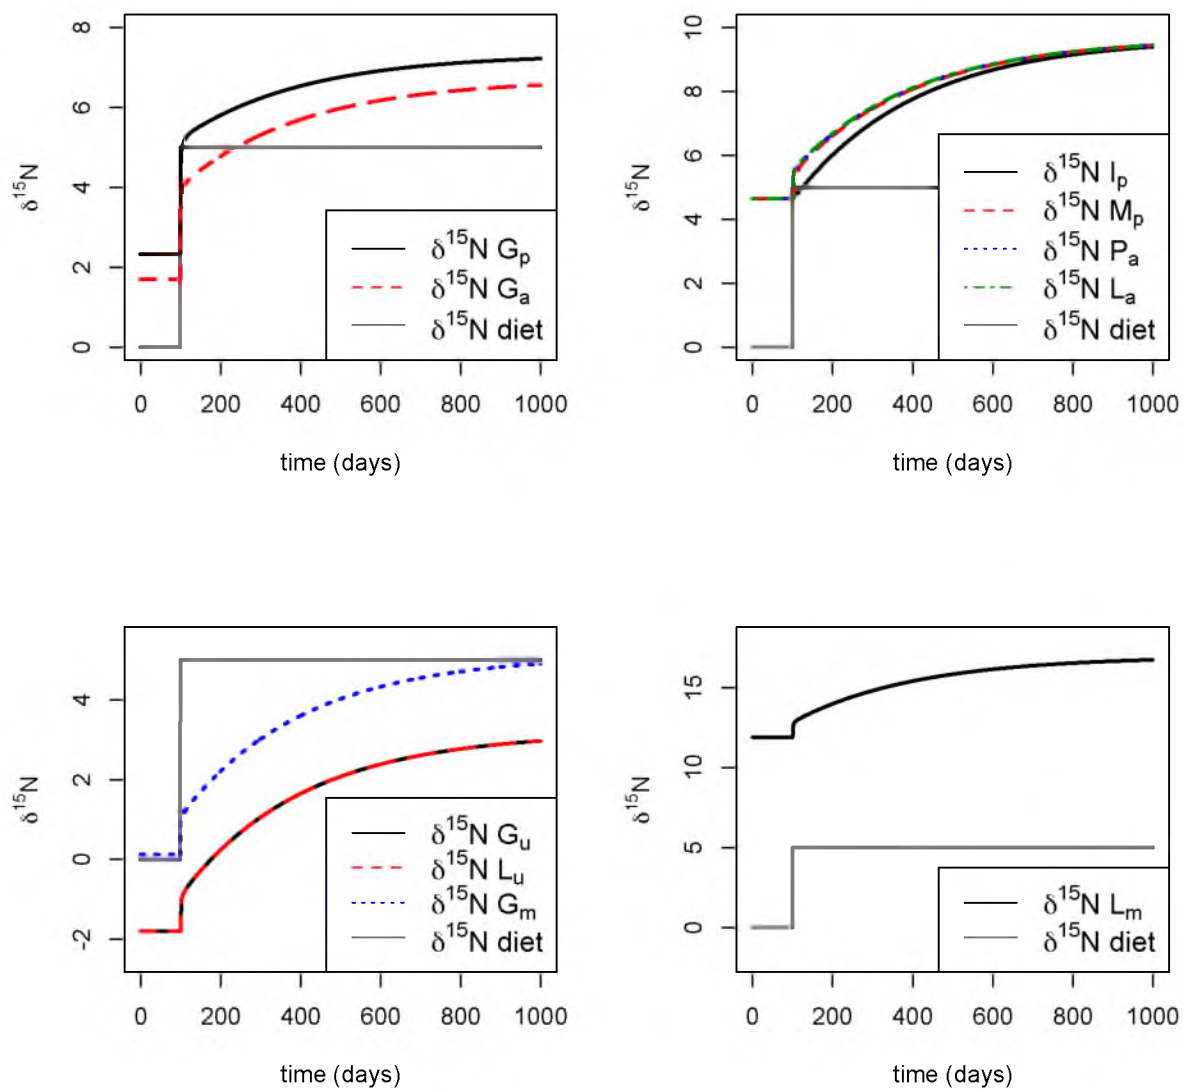 8
6
4
2
0
δ15N
δ15N Gp
δ15N Ga
δ15N diet
0 200 400 600 800 1000
time (days)
10
8
6
4
2
0
δ15N
δ15N Ip
δ15N Mp
δ15N Pa
δ15N La
δ15N diet
0 200 400 600 800 1000
time (days)
4
2
0
-2
δ15N
δ15N Gu
δ15N Lu
δ15N Gm
δ15N diet
0 200 400 600 800 1000
time (days)
15
10
5
0
δ15N
δ15N Lm
δ15N diet
0 200 400 600 800 1000
time (days)